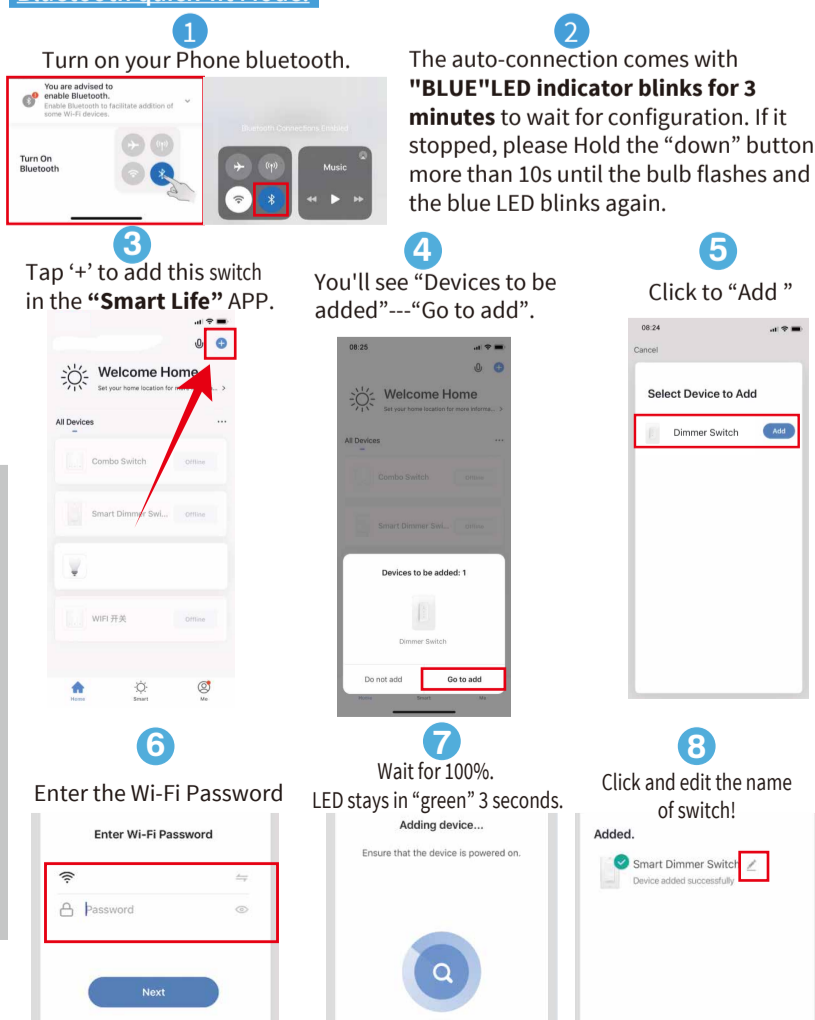 1
Turn on your Phone bluetooth.
You are advised to
enable Bluetooth.
Enable Bluetooth to facilitate addition of
some Wi-Fi devices.
Turn On
Bluetooth
Bluetooth Connections Enabled
Music
2
The auto-connection comes with
"BLUE"LED indicator blinks for 3
minutes to wait for configuration. If it
stopped, please Hold the “down” button
more than 10s until the bulb flashes and
the blue LED blinks again.
3
Tap ‘+’ to add this switch
in the “Smart Life” APP.
Welcome Home
Set your home location for
All Devices
Combo Switch
Offline
Smart Dimmer Swi...
Offline
WIFI 开关
Offline
Home
Smart
Me
4
You'll see “Devices to be
added”---“Go to add”.
08:25
Welcome Home
Set your home location for more informa...
All Devices
Combo Switch
Offline
Smart Dimmer Swi...
Offline
Devices to be added: 1
Dimmer Switch
Do not add
Go to add
Home
Smart
Me
5
Click to “Add ”
08:24
Cancel
Select Device to Add
Dimmer Switch
Add
6
Enter the Wi-Fi Password
Enter Wi-Fi Password
Password
Next
7
Wait for 100%.
LED stays in “green” 3 seconds.
Adding device...
Ensure that the device is powered on.
8
Click and edit the name
of switch!
Added.
Smart Dimmer Switch
Device added successfully